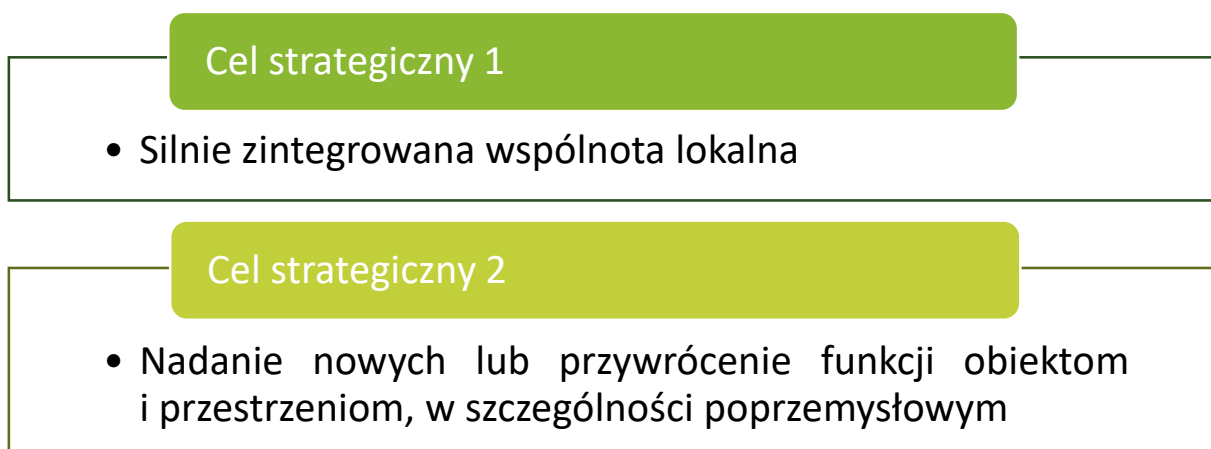 Cel strategiczny 1
• Silnie zintegrowana wspólnota lokalna
Cel strategiczny 2
• Nadanie nowych lub przywrócenie funkcji obiektom
i przestrzeniom, w szczególności poprzemysłowym